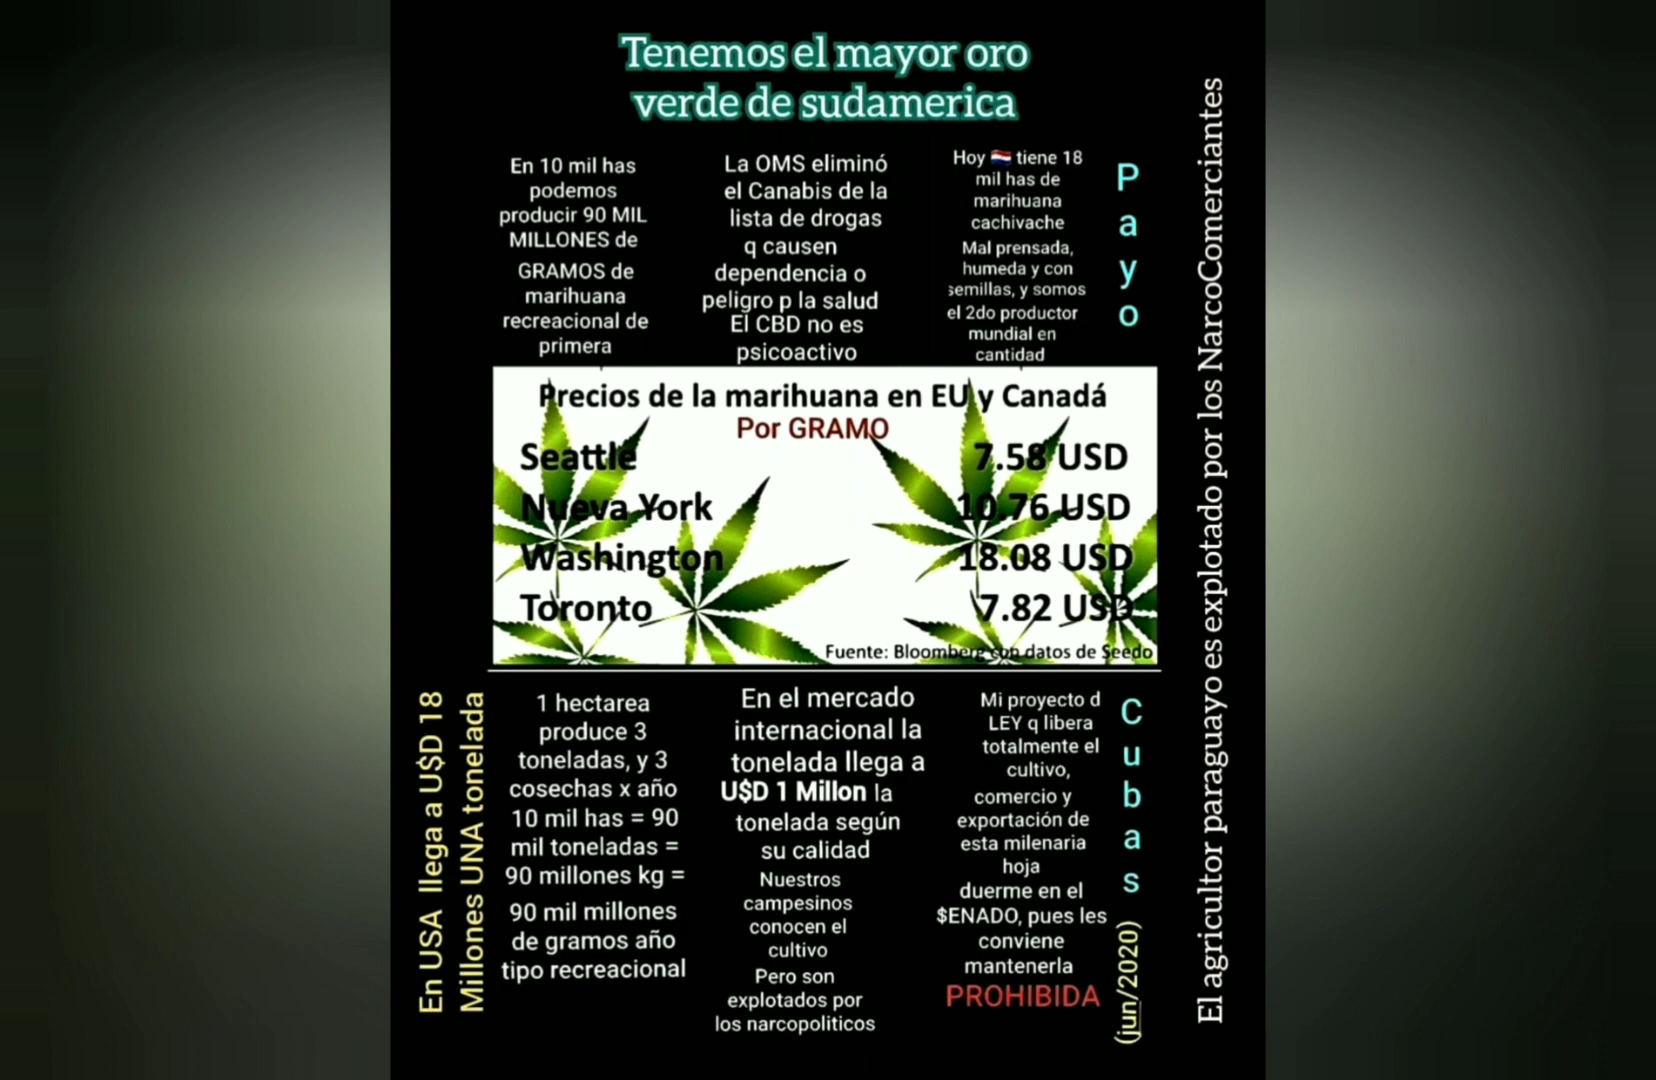 Tenemos el mayor oro
verde de sudamerica
En 10 mil has
podemos
producir 90 MIL
MILLONES de
GRAMOS de
marihuana
recreacional de
primera
La OMS eliminó
el Canabis de la
lista de drogas
q causen
dependencia o
peligro p la salud
El CBD no es
psicoactivo
Hoy 🇵🇾 tiene 18
mil has de
marihuana
cachivache
Mal prensada,
humeda y con
semillas, y somos
el 2do productor
mundial en
cantidad
Payo
Precios de la marihuana en EU y Canadá
Por GRAMO
Seattle 7.58 USD
Nueva York 10.76 USD
Washington 18.08 USD
Toronto 7.82 USD
Fuente: Bloomberg con datos de Seedo
En USA llega a U$D 18
Millones UNA tonelada
1 hectarea
produce 3
toneladas, y 3
cosechas x año
10 mil has = 90
mil toneladas =
90 millones kg =
90 mil millones
de gramos año
tipo recreacional
En el mercado
internacional la
tonelada llega a
U$D 1 Millon la
tonelada según
su calidad
Nuestros
campesinos
conocen el
cultivo
Pero son
explotados por
los narcopoliticos
Mi proyecto d
LEY q libera
totalmente el
cultivo,
comercio y
exportación de
esta milenaria
hoja
duerme en el
$ENADO, pues les
conviene
mantenerla
PROHIBIDA
Cubas
(jun/2020)
El agricultor paraguayo es explotado por los NarcoComerciantes